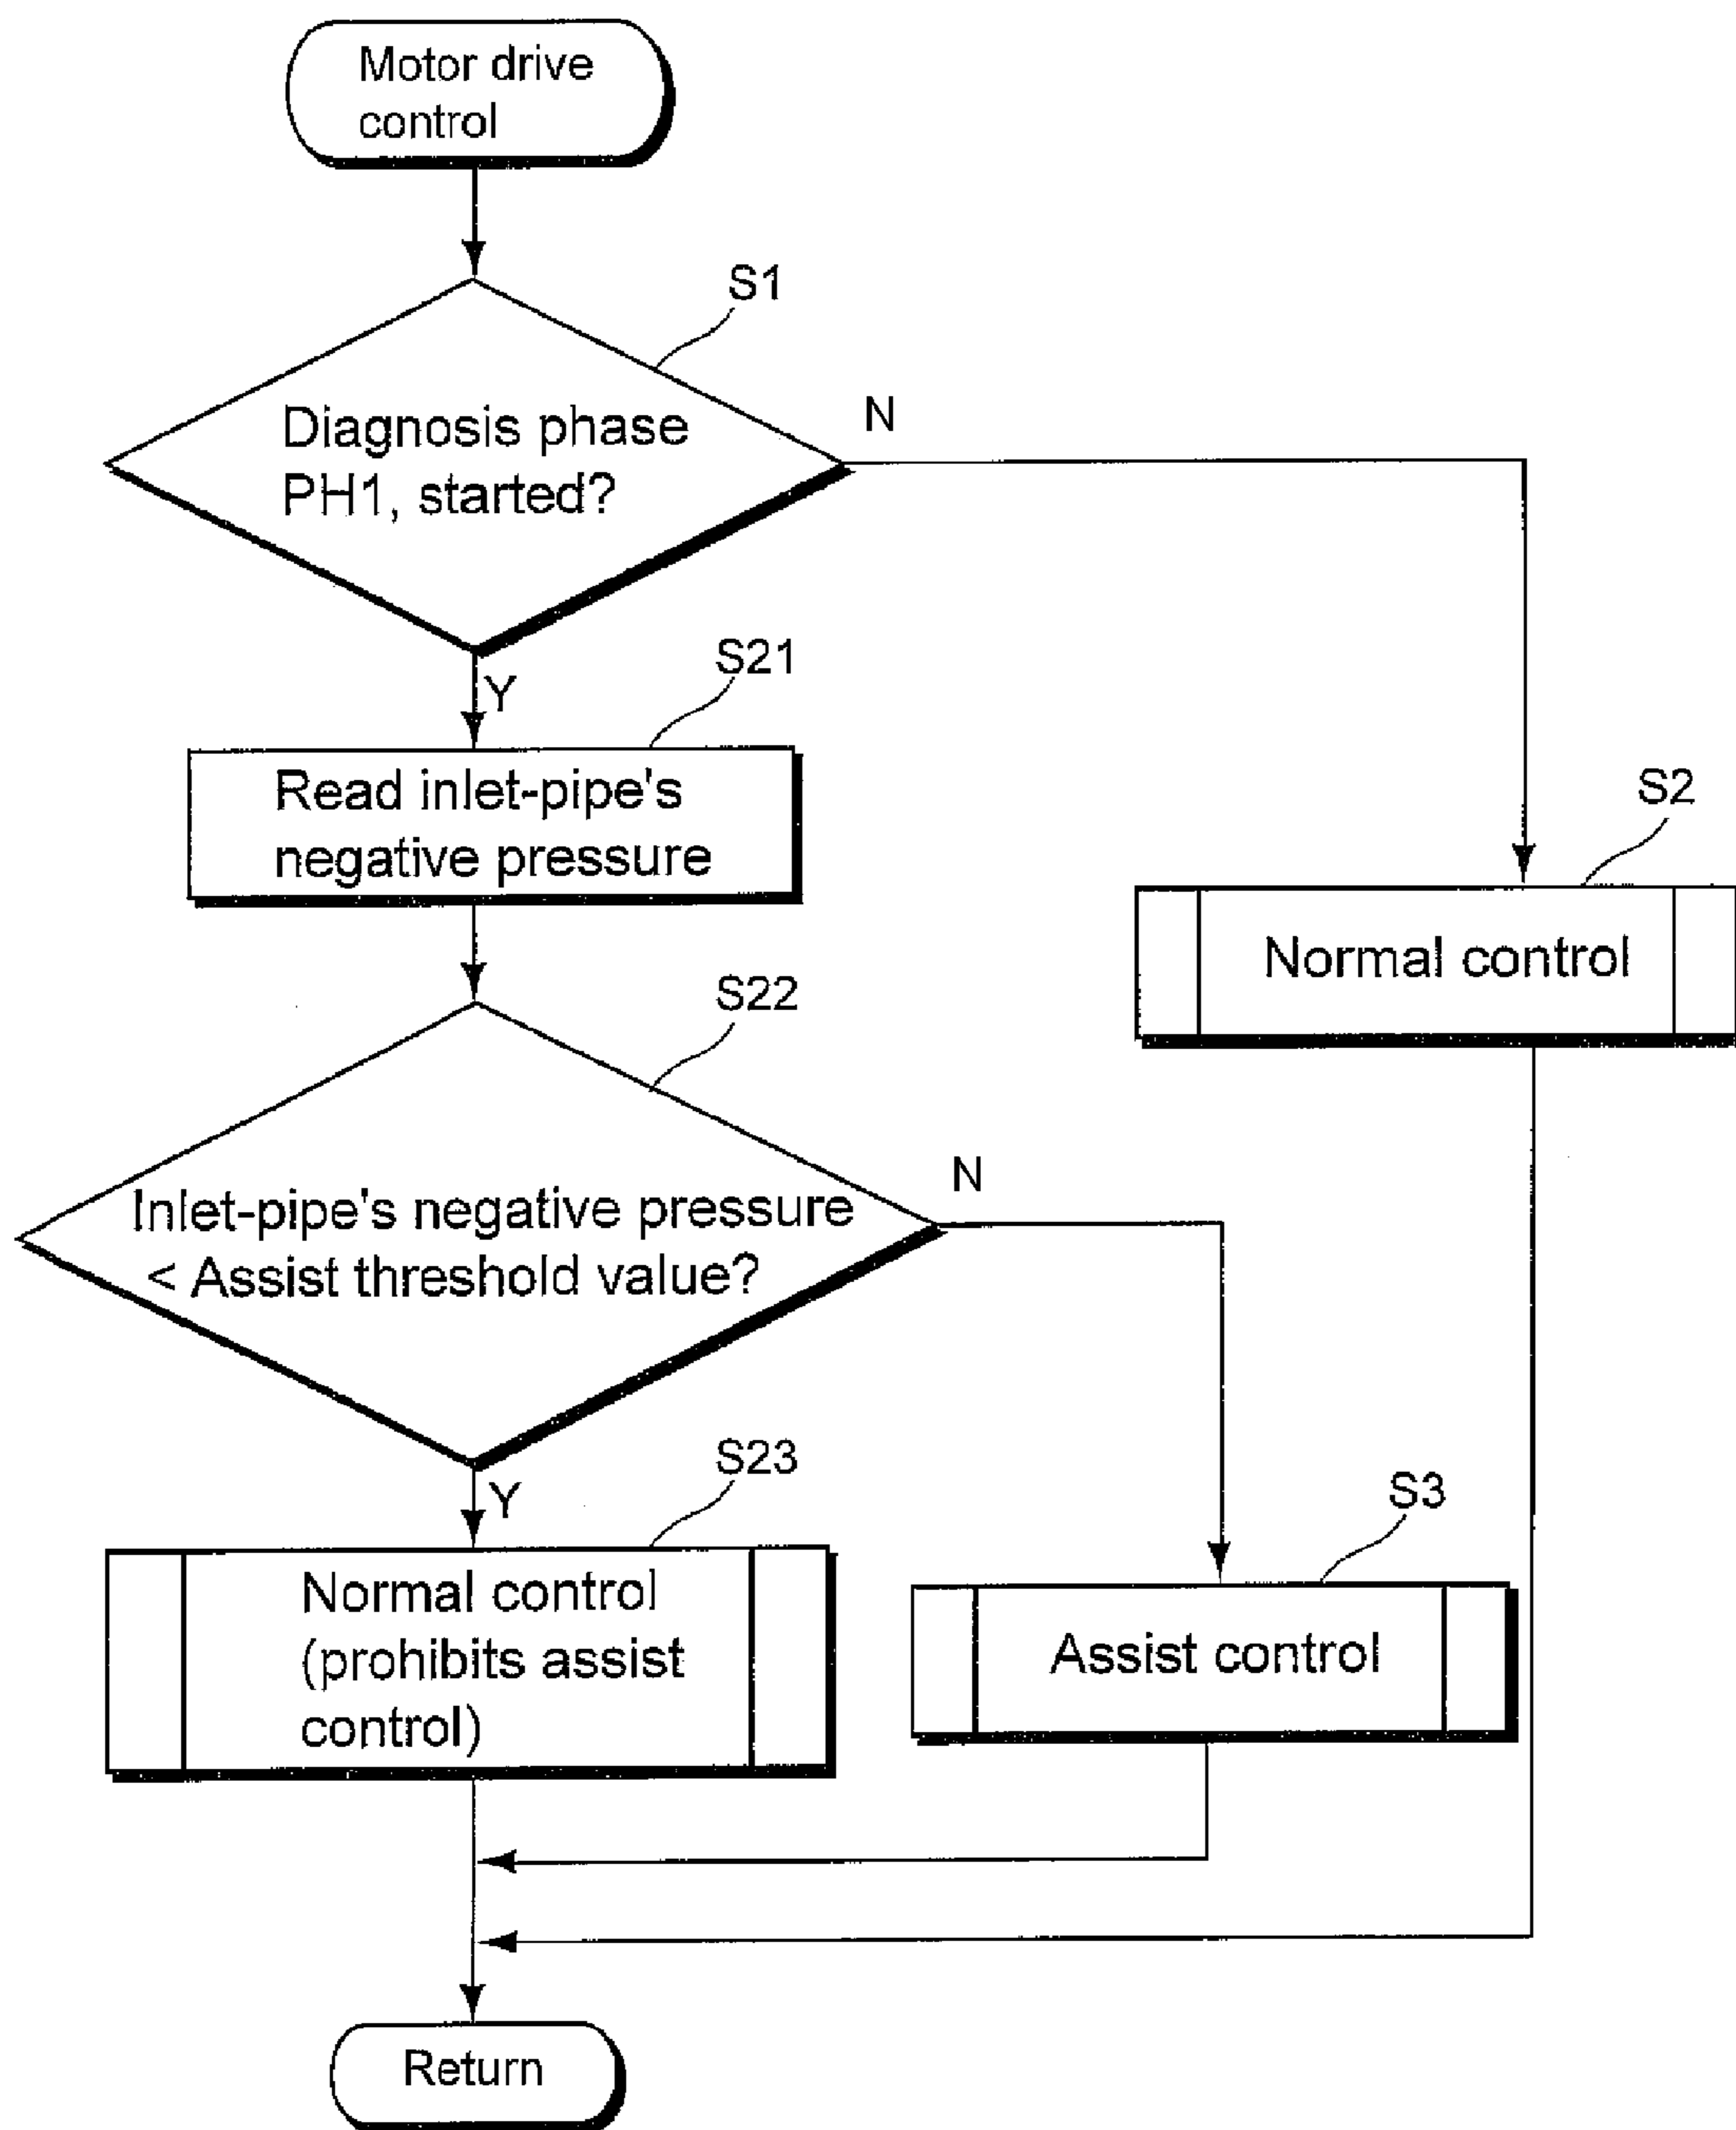 Motor drive
control
S1
Diagnosis phase
PH1, started?
N
Y
S21
Read inlet-pipe's
negative pressure
S2
Normal control
S22
Inlet-pipe's negative pressure
< Assist threshold value?
N
Y
S23
Normal control
(prohibits assist
control)
S3
Assist control
Return